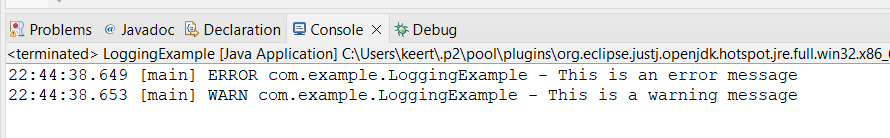 Problems @ Javadoc Declaration Console Debug
<terminated> LoggingExample [Java Application] C:\Users\keert\.p2\pool\plugins\org.eclipse.justj.openjdk.hotspot.jre.full.win32.x86_
22:44:38.649 [main] ERROR com.example.LoggingExample - This is an error message
22:44:38.653 [main] WARN com.example.LoggingExample - This is a warning message